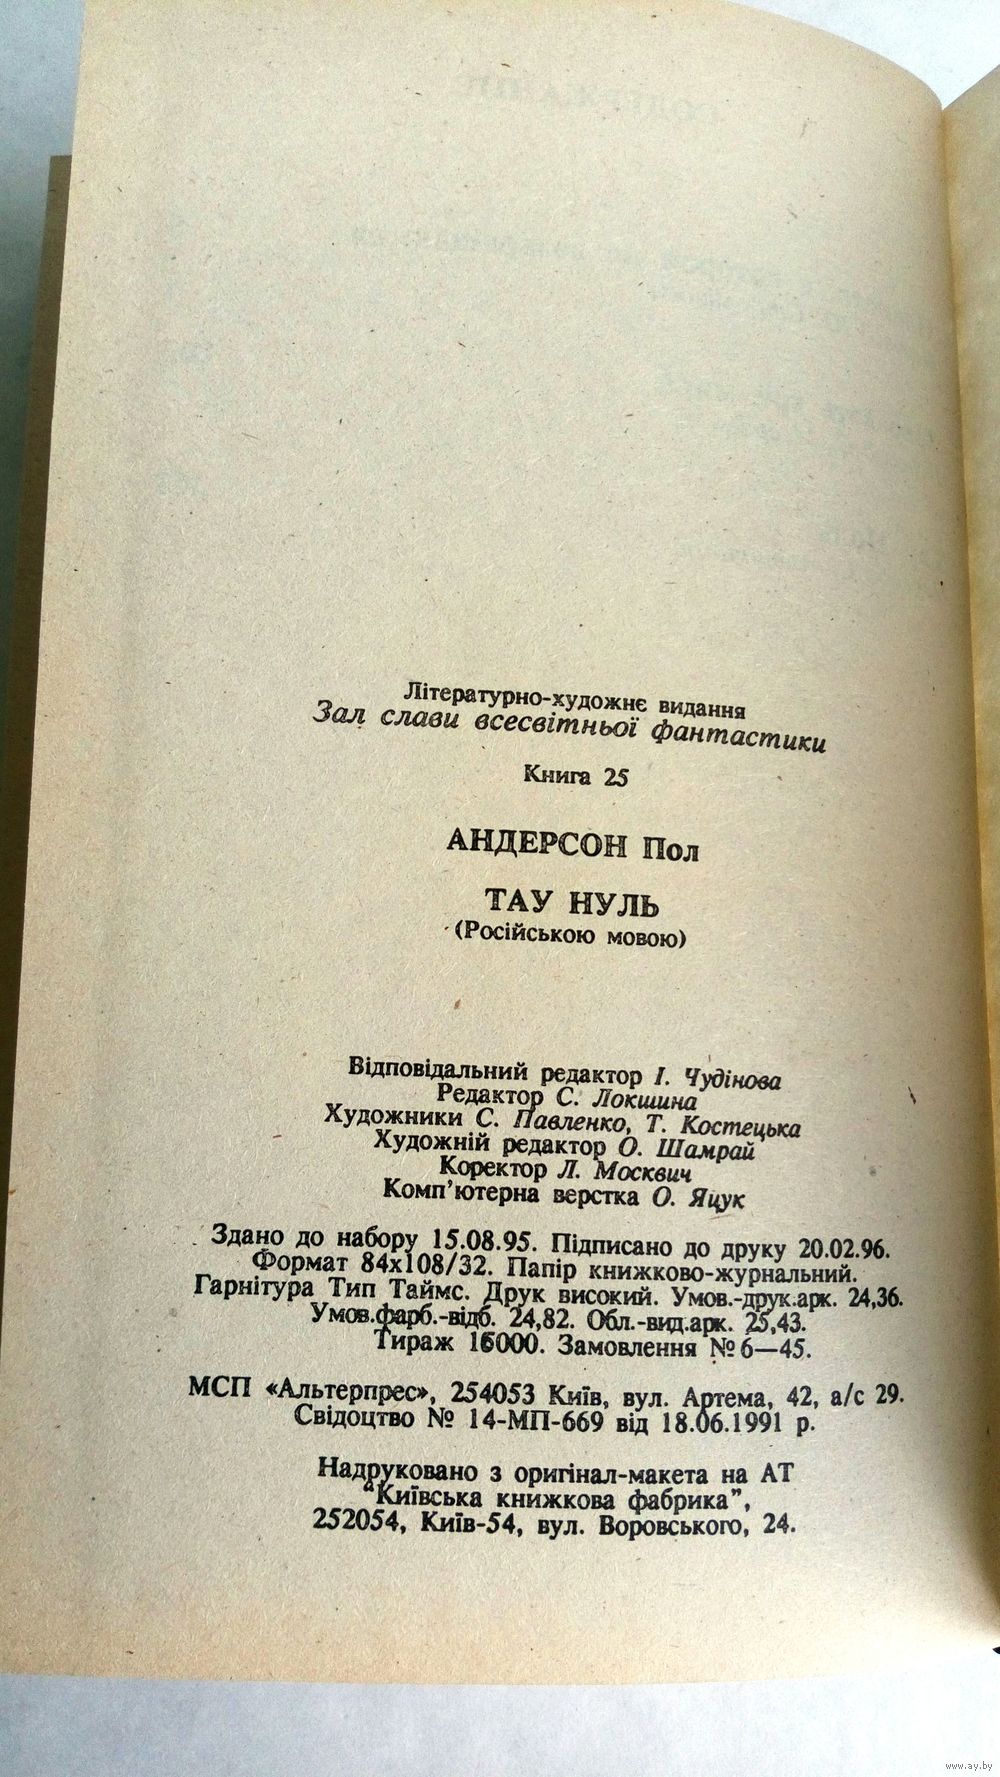 Літературно-художнє видання
Зал слави всесвітньої фантастики
Книга 25
АНДЕРСОН Пол
ТАУ НУЛЬ
(Російською мовою)
Відповідальний редактор І. Чудінова
Редактор С. Локшина
Художники С. Павленко, Т. Костецька
Художній редактор О. Шамрай
Коректор Л. Москвич
Комп'ютерна верстка О. Яцук
Здано до набору 15.08.95. Підписано до друку 20.02.96.
Формат 84x108/32. Папір книжково-журнальний.
Гарнітура Тип Таймс. Друк високий. Умов.-друк.арк. 24,36.
Умов.фарб.-відб. 24,82. Обл.-вид.арк. 25,43.
Тираж Замовлення № 6—45.
МСП «Альтерпрес», 254053 Київ, вул. Артема, 42, а/с 29.
Свідоцтво № 14-МП-669 від 18.06.1991 р.
Надруковано з оригінал-макета на АТ
“Київська книжкова фабрика”,
252054, Київ-54, вул. Воровського, 24.
www.ay.by